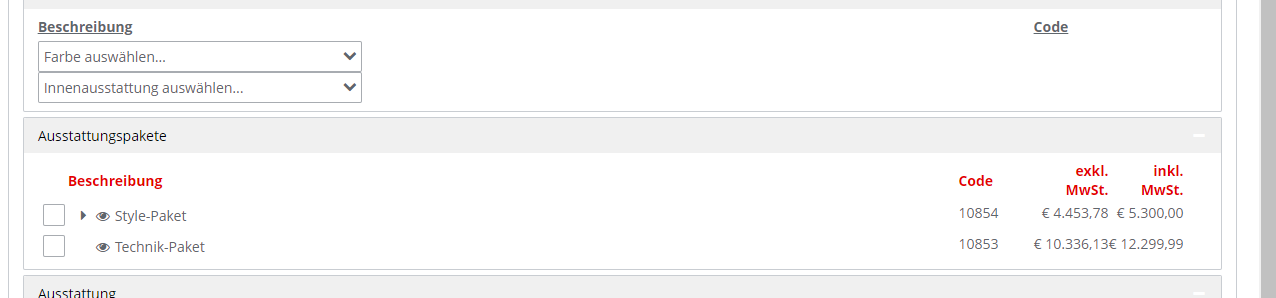 Beschreibung Code
Farbe auswählen...
Innenausstattung auswählen...
Ausstattungspakete
Beschreibung Code exkl. MwSt. inkl. MwSt.
Style-Paket 10854 € 4.453,78 € 5.300,00
Technik-Paket 10853 € 10.336,13€ 12.299,99
Ausstattung